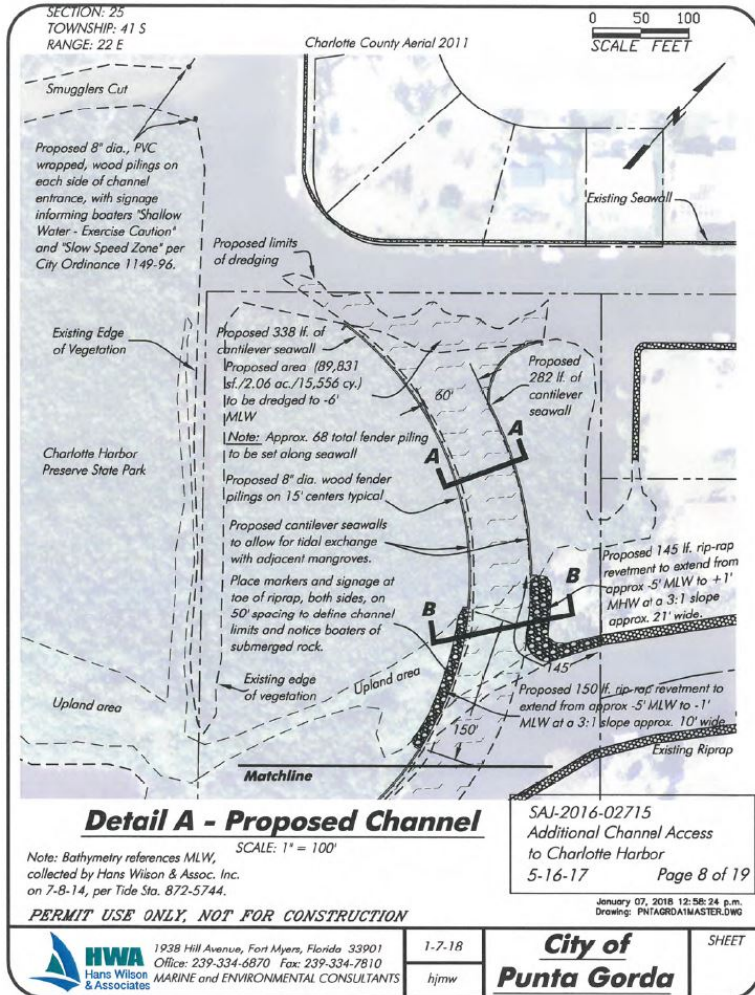 SECTION: 25
TOWNSHIP: 41 S
RANGE: 22 E
Charlotte County Aerial 2011
0 50 100
SCALE FEET
Smugglers Cut
N
Proposed 8" dia., PVC
wrapped, wood pilings on
each side of channel
entrance, with signage
informing boaters "Shallow
Water - Exercise Caution"
and "Slow Speed Zone" per
City Ordinance 1149-96.
Existing Seawall
Proposed limits
of dredging
Existing Edge
of Vegetation
Proposed 338 lf. of
cantilever seawall
Proposed area (89,831
sf./2.06 ac./15,556 cy.)
to be dredged to -6'
MLW
60'
Proposed
282 lf. of
cantilever
seawall
Note: Approx. 68 total fender piling
to be set along seawall
A
A
Charlotte Harbor
Preserve State Park
Proposed 8" dia. wood fender
pilings on 15' centers typical
Proposed cantilever seawalls
to allow for tidal exchange
with adjacent mangroves.
Place markers and signage at
toe of riprap, both sides, on
50' spacing to define channel
limits and notice boaters of
submerged rock.
B
B
Proposed 145 lf. rip-rap
revetment to extend from
approx -5' MLW to +1'
MHW at a 3:1 slope
approx. 21' wide.
145'
Upland area
Existing edge
of vegetation
Upland area
150'
Proposed 150 lf. rip-rap revetment to
extend from approx -5' MLW to -1'
MLW at a 3:1 slope approx. 10' wide
Existing Riprap
Matchline
Detail A - Proposed Channel
SCALE: 1" = 100'
Note: Bathymetry references MLW,
collected by Hans Wilson & Assoc. Inc.
on 7-8-14, per Tide Sta. 872-5744.
SAJ-2016-02715
Additional Channel Access
to Charlotte Harbor
5-16-17 Page 8 of 19
PERMIT USE ONLY, NOT FOR CONSTRUCTION
January 07, 2018 12:58:24 p.m.
Drawing: PNTAGRDA1MASTER.DWG
HWA
Hans Wilson
& Associates
1938 Hill Avenue, Fort Myers, Florida 33901
Office: 239-334-6870 Fax: 239-334-7810
MARINE and ENVIRONMENTAL CONSULTANTS
1-7-18
hjmw
City of
Punta Gorda
SHEET